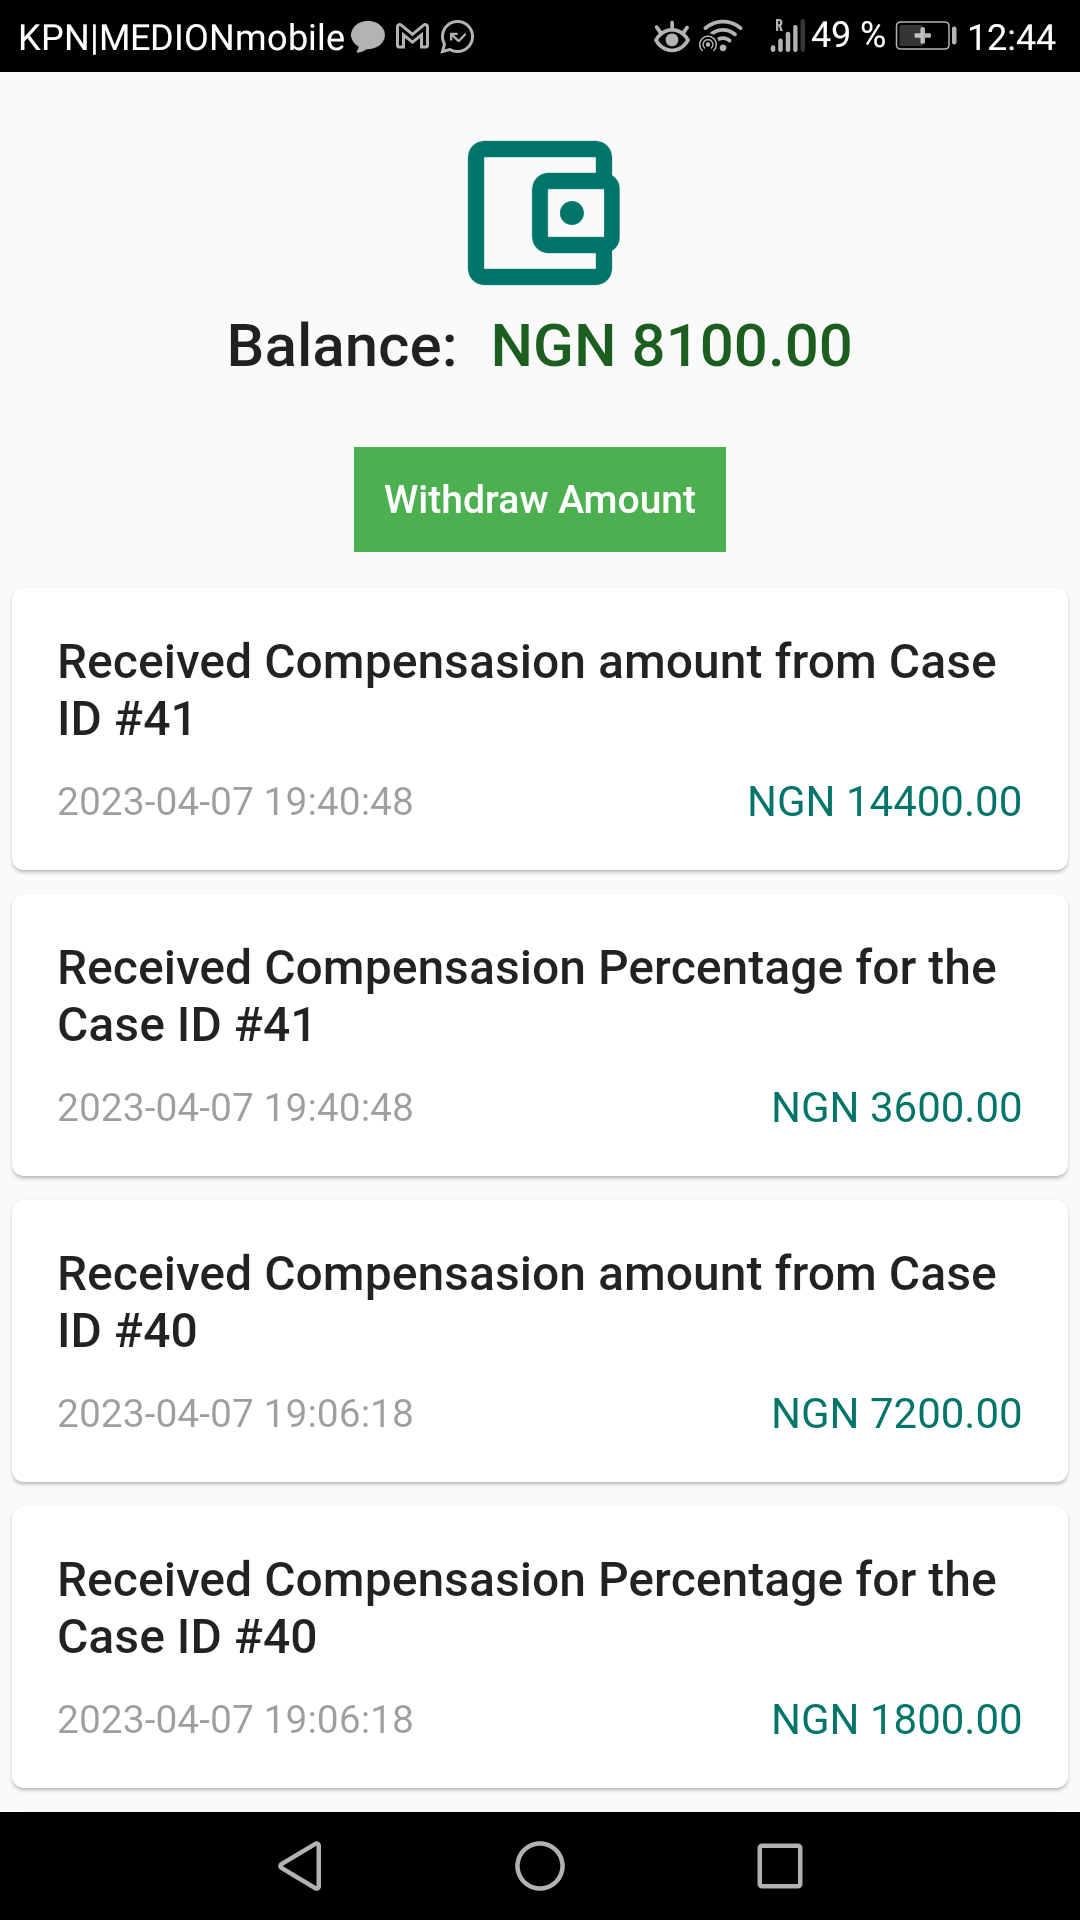 KPN|MEDIONmobile R 49 % 12:44
Balance: NGN 8100.00
Withdraw Amount
Received Compensasion amount from Case
ID #41
2023-04-07 19:40:48 NGN 14400.00
Received Compensasion Percentage for the
Case ID #41
2023-04-07 19:40:48 NGN 3600.00
Received Compensasion amount from Case
ID #40
2023-04-07 19:06:18 NGN 7200.00
Received Compensasion Percentage for the
Case ID #40
2023-04-07 19:06:18 NGN 1800.00